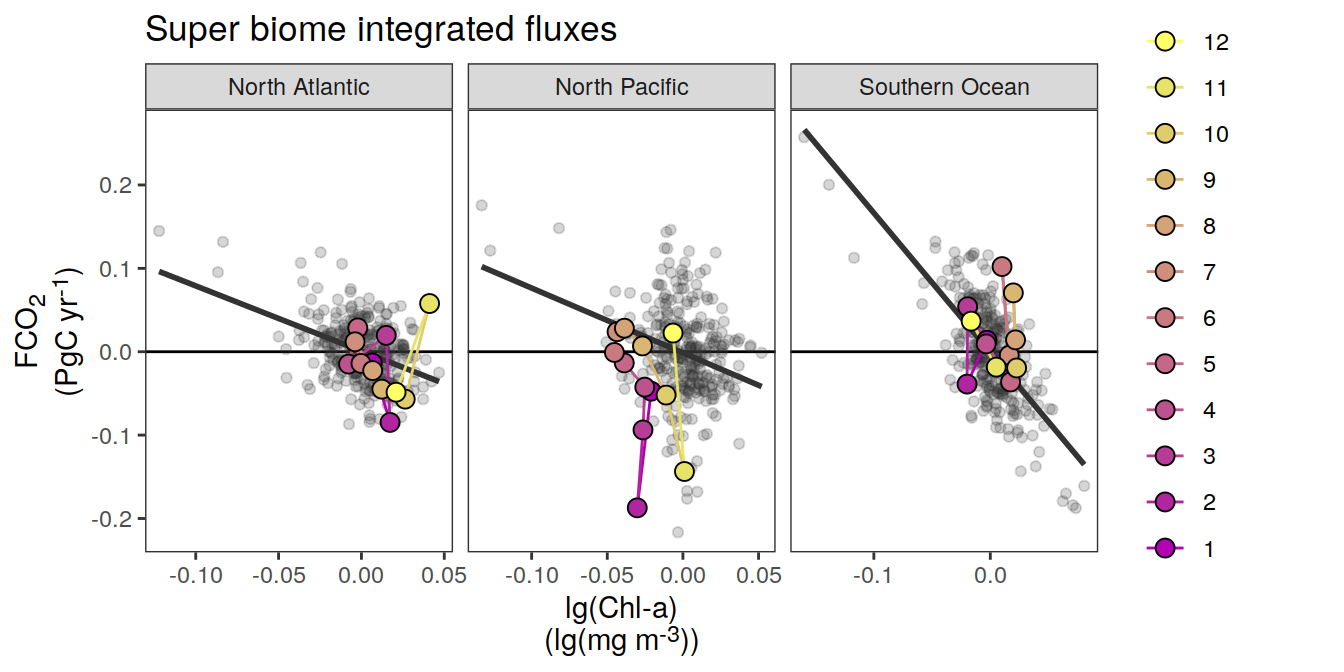 Super biome integrated fluxes
North Atlantic
North Pacific
Southern Ocean
FCO2
(PgC yr-1)
0.2
0.1
0.0
-0.1
-0.2
-0.10 -0.05 0.00 0.05
-0.10 -0.05 0.00 0.05
-0.1 0.0
lg(Chl-a)
(lg(mg m-3))
12
11
10
9
8
7
6
5
4
3
2
1